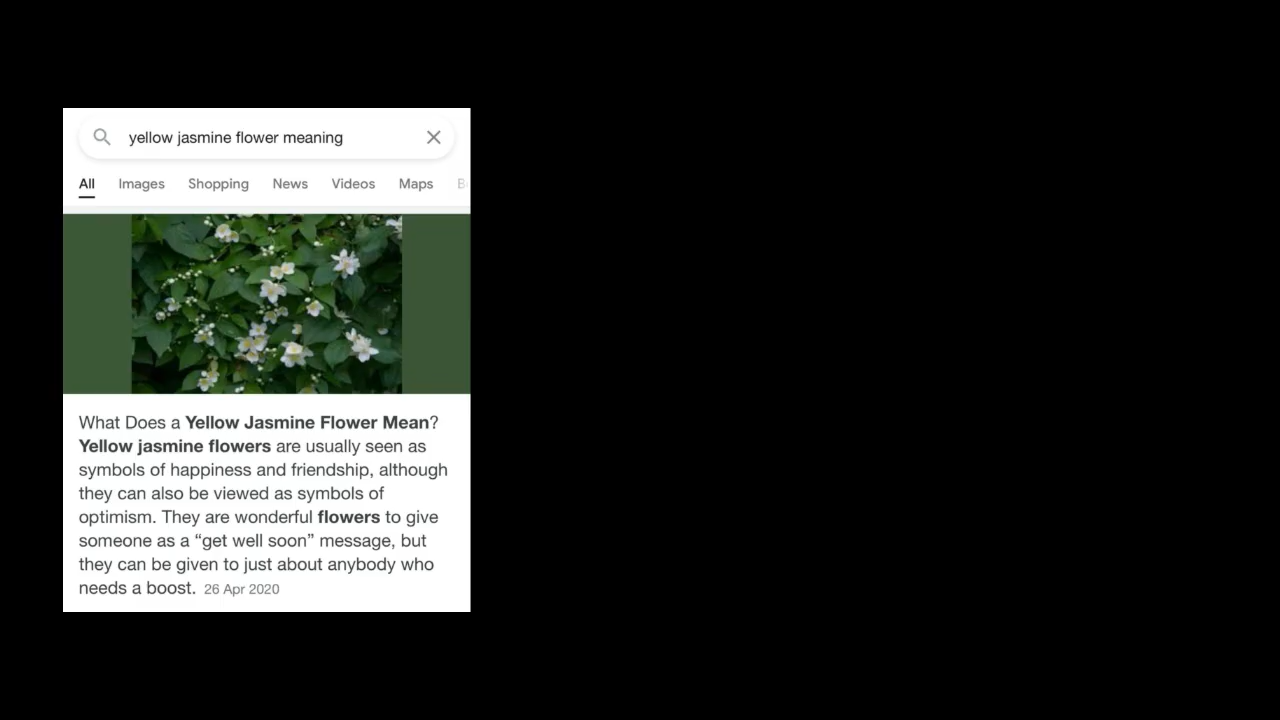 yellow jasmine flower meaning
All Images Shopping News Videos Maps
What Does a Yellow Jasmine Flower Mean?
Yellow jasmine flowers are usually seen as
symbols of happiness and friendship, although
they can also be viewed as symbols of
optimism. They are wonderful flowers to give
someone as a “get well soon” message, but
they can be given to just about anybody who
needs a boost. 26 Apr 2020